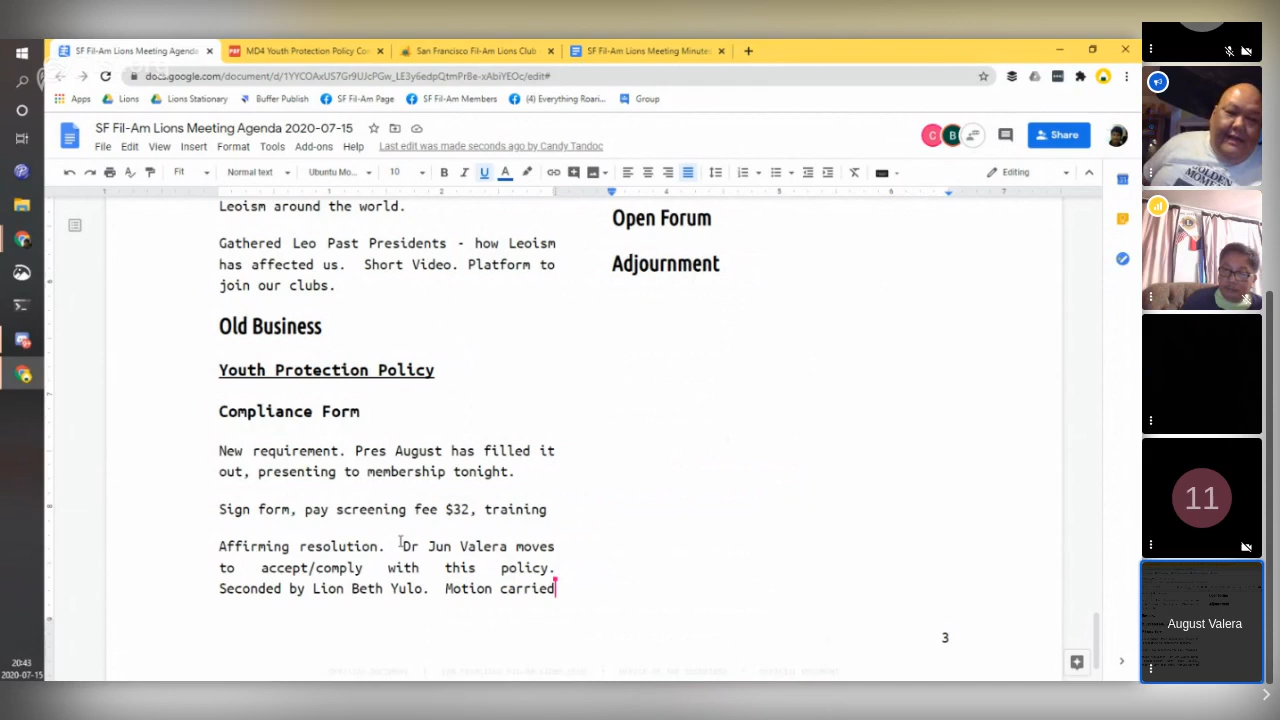 SF Fil-Am Lions Meeting Agenda
MD4 Youth Protection Policy Co
San Francisco Fil-Am Lions Club
SF Fil-Am Lions Meeting Minute
docs.google.com/document/d/1YYCOAxUS7Gr9UJcPGw_LE3y6edpQtmPrBe-xAbiYEOc/edit#
Apps
Lions
Lions Stationary
Buffer Publish
SF Fil-Am Page
SF Fil-Am Members
(4) Everything Roari...
Group
SF Fil-Am Lions Meeting Agenda 2020-07-15
File Edit View Insert Format Tools Add-ons Help
Last edit was made seconds ago by Candy Tandoc
C B
Share
Fit
Normal text
Ubuntu Mo...
10
B I U A
Editing
Leoism around the world.
Gathered Leo Past Presidents - how Leoism
has affected us. Short Video. Platform to
join our clubs.
Old Business
Youth Protection Policy
Compliance Form
New requirement. Pres August has filled it
out, presenting to membership tonight.
Sign form, pay screening fee $32, training
Affirming resolution. Dr Jun Valera moves
to accept/comply with this policy.
Seconded by Lion Beth Yulo. Motion carried
Open Forum
Adjournment
3
20:43
2020-07-15
11
August Valera